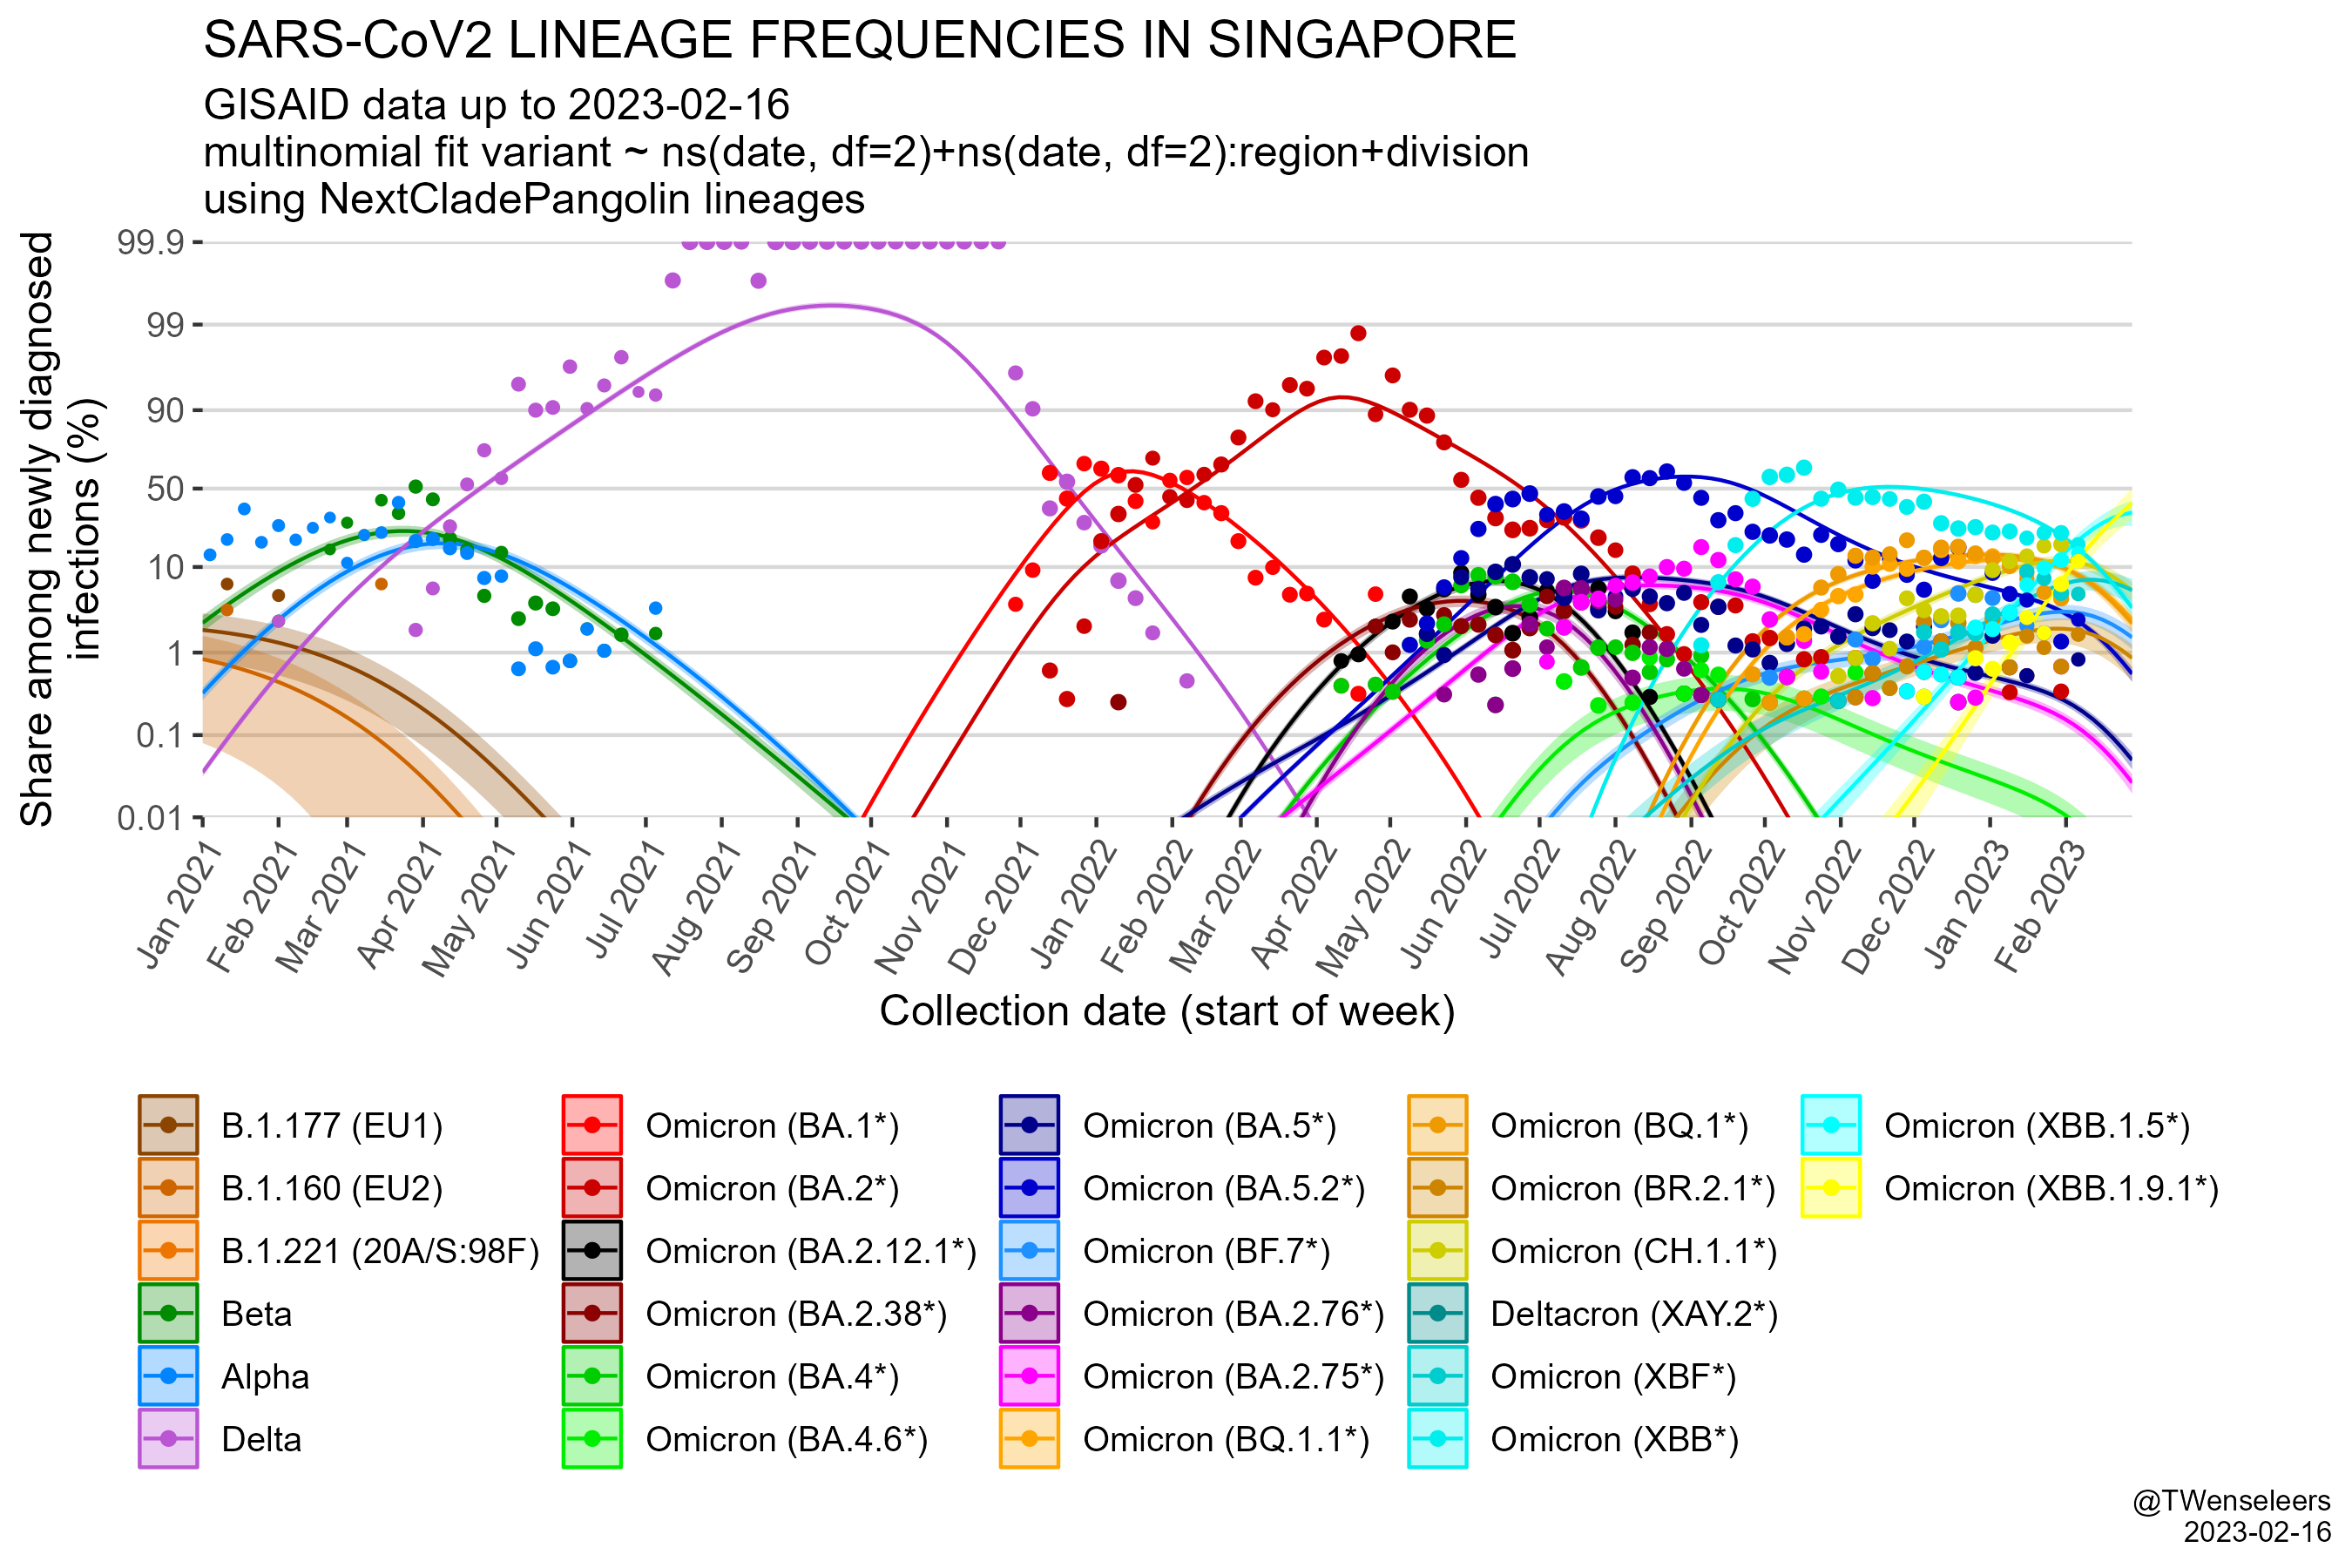 SARS-CoV2 LINEAGE FREQUENCIES IN SINGAPORE
GISAID data up to 2023-02-16
multinomial fit variant ~ ns(date, df=2)+ns(date, df=2):region+division
using NextCladePangolin lineages
Share among newly diagnosed
infections (%)
99.9
99
90
50
10
1
0.1
0.01
Jan 2021
Feb 2021
Mar 2021
Apr 2021
May 2021
Jun 2021
Jul 2021
Aug 2021
Sep 2021
Oct 2021
Nov 2021
Dec 2021
Jan 2022
Feb 2022
Mar 2022
Apr 2022
May 2022
Jun 2022
Jul 2022
Aug 2022
Sep 2022
Oct 2022
Nov 2022
Dec 2022
Jan 2023
Feb 2023
Collection date (start of week)
B.1.177 (EU1)
B.1.160 (EU2)
B.1.221 (20A/S:98F)
Beta
Alpha
Delta
Omicron (BA.1*)
Omicron (BA.2*)
Omicron (BA.2.12.1*)
Omicron (BA.2.38*)
Omicron (BA.4*)
Omicron (BA.4.6*)
Omicron (BA.5*)
Omicron (BA.5.2*)
Omicron (BF.7*)
Omicron (BA.2.76*)
Omicron (BA.2.75*)
Omicron (BQ.1.1*)
Omicron (BQ.1*)
Omicron (BR.2.1*)
Omicron (CH.1.1*)
Deltacron (XAY.2*)
Omicron (XBF*)
Omicron (XBB*)
Omicron (XBB.1.5*)
Omicron (XBB.1.9.1*)
@TWenseleers
2023-02-16